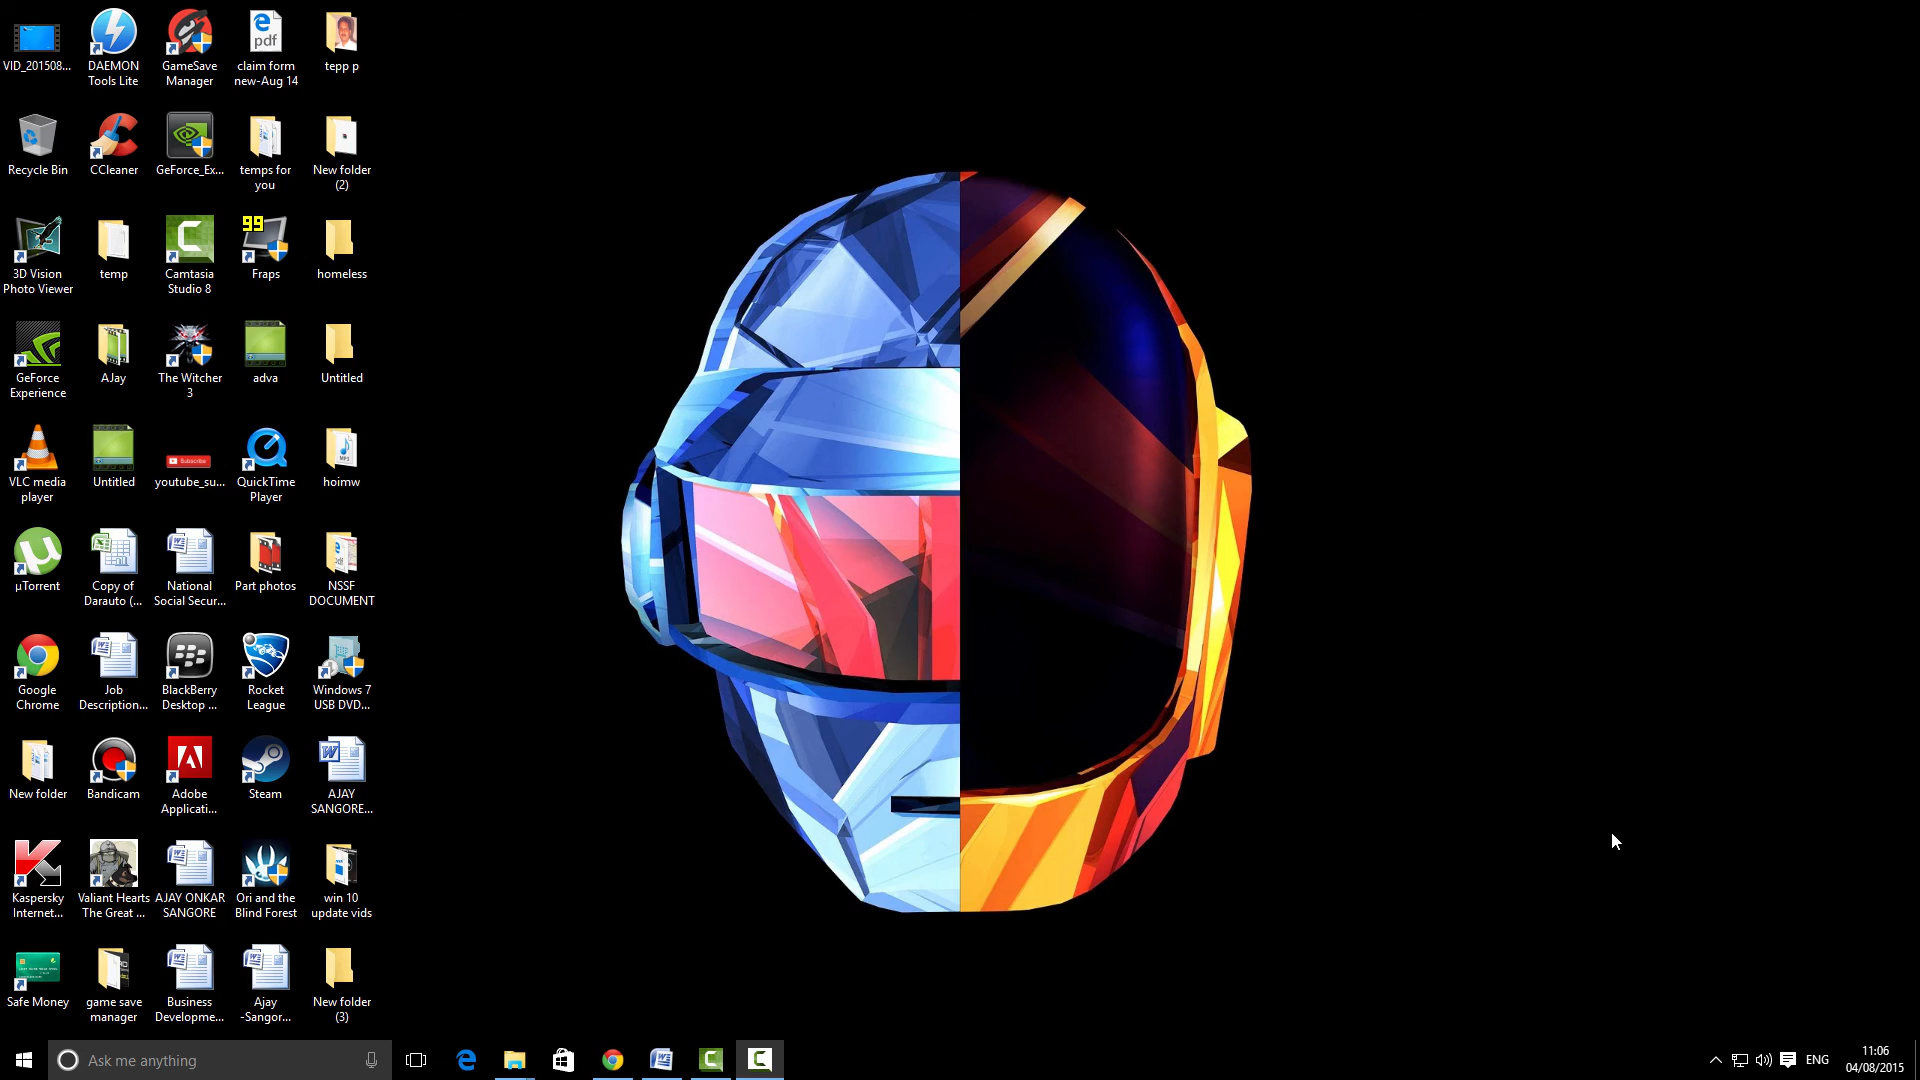 VID_201508...
DAEMON
Tools Lite
GameSave
Manager
pdf
claim form
new-Aug 14
tepp p
Recycle Bin
CCleaner
GeForce_Ex...
temps for
you
New folder
(2)
3D Vision
Photo Viewer
temp
Camtasia
Studio 8
99
Fraps
homeless
GeForce
Experience
AJay
The Witcher
3
adva
Untitled
VLC media
player
Untitled
Subscribe
youtube_su...
QuickTime
Player
MP3
hoimw
µTorrent
Copy of
Darauto (...
National
Social Secur...
Part photos
pdf
NSSF
DOCUMENT
Google
Chrome
Job
Description...
BlackBerry
Desktop ...
Rocket
League
Windows 7
USB DVD...
New folder
Bandicam
Adobe
Applicati...
Steam
AJAY
SANGORE...
Kaspersky
Internet...
Valiant Hearts
The Great ...
AJAY ONKAR
SANGORE
Ori and the
Blind Forest
win 10
update vids
Safe Money
game save
manager
Business
Developme...
Ajay
-Sangor...
New folder
(3)
Ask me anything
ENG
11:06
04/08/2015